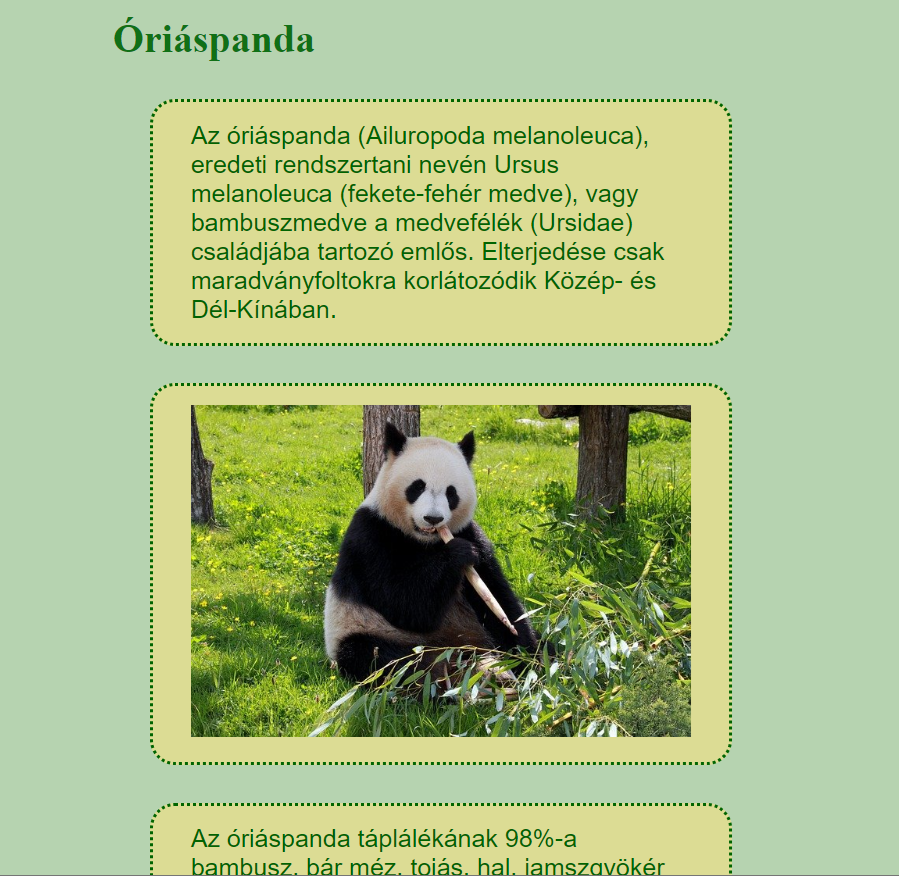 Óriáspanda
Az óriáspanda (Ailuropoda melanoleuca),
eredeti rendszertani nevén Ursus
melanoleuca (fekete-fehér medve), vagy
bambuszmedve a medvefélék (Ursidae)
családjába tartozó emlős. Elterjedése csak
maradványfoltokra korlátozódik Közép- és
Dél-Kínában.
Az óriáspanda táplálékának 98%-a
bambusz, bár méz, tojás, hal, jamszgyökér